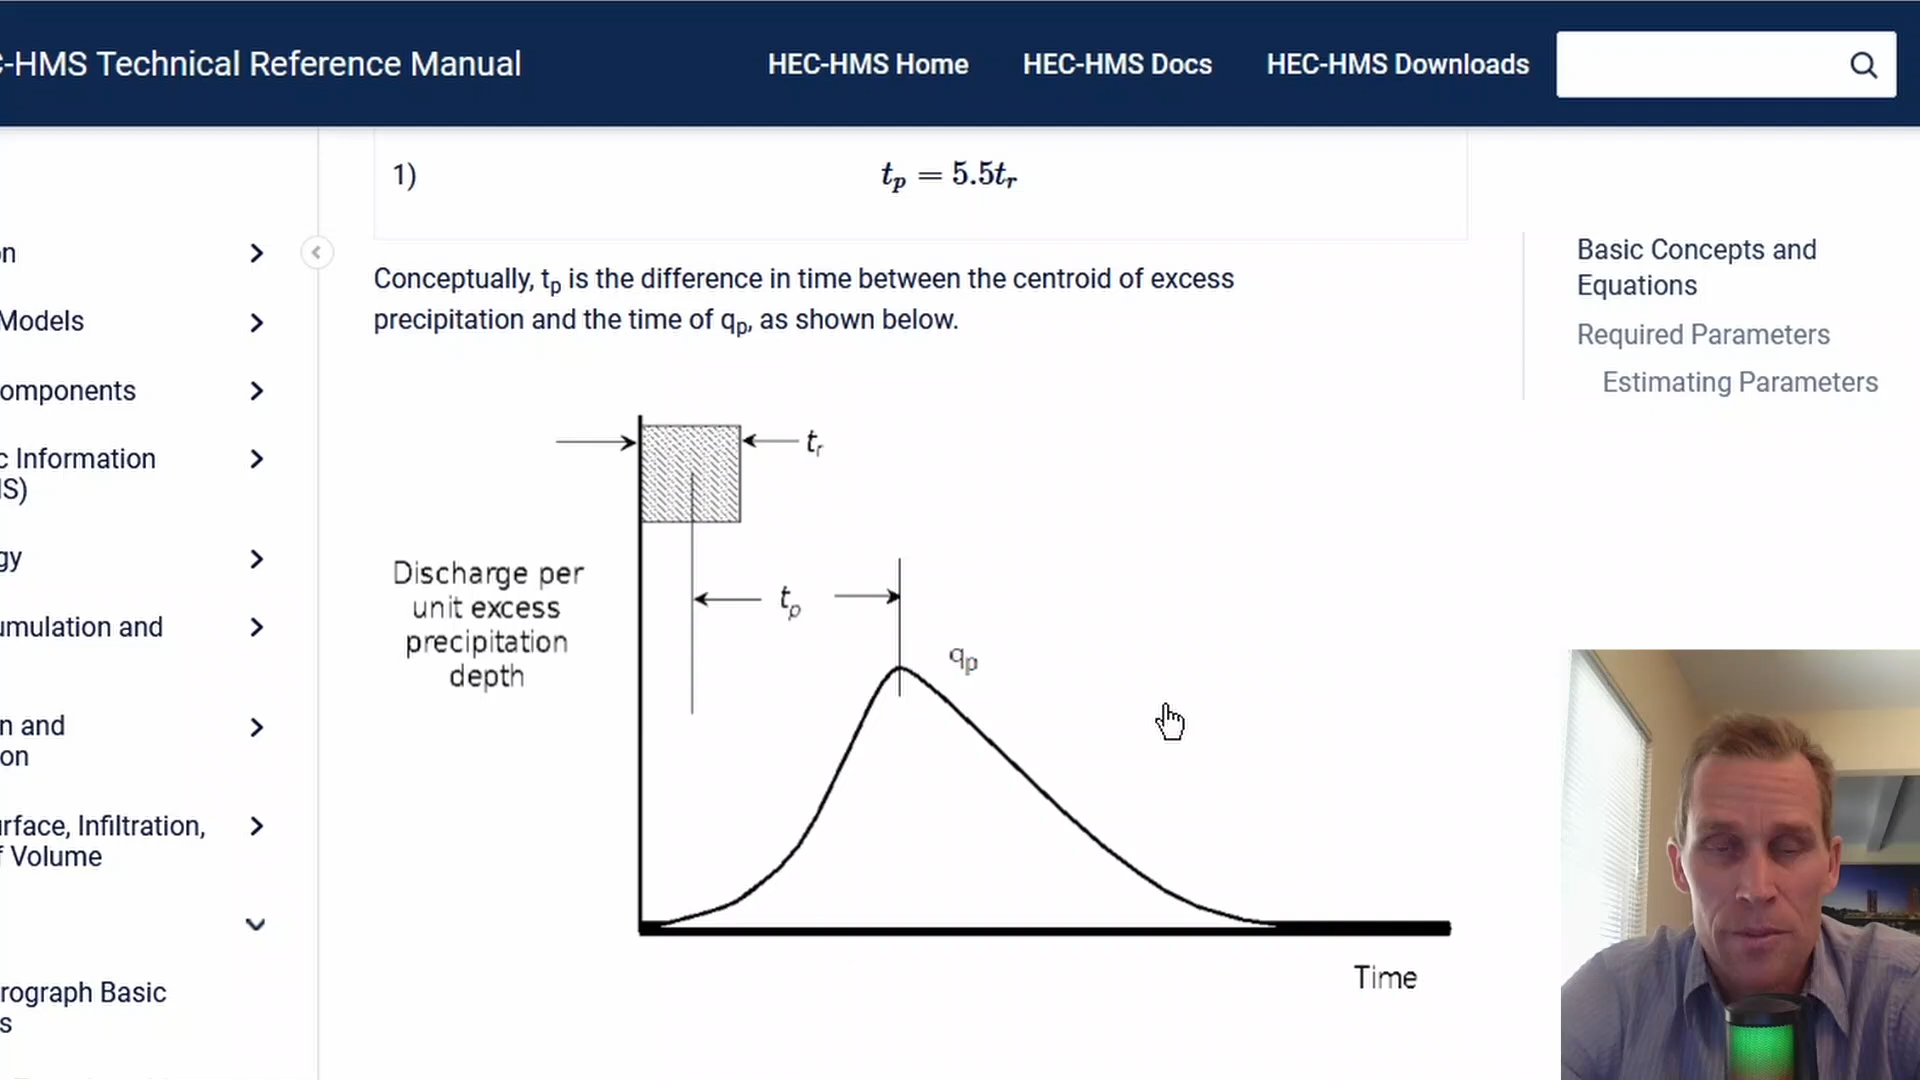 C-HMS Technical Reference Manual
HEC-HMS Home
HEC-HMS Docs
HEC-HMS Downloads
1)
tp = 5.5tr
Conceptually, tp is the difference in time between the centroid of excess
precipitation and the time of qp, as shown below.
on
Models
omponents
c Information
IS)
gy
umulation and
n and
on
urface, Infiltration,
f Volume
rograph Basic
s
tr
tp
qp
Discharge per
unit excess
precipitation
depth
Time
Basic Concepts and
Equations
Required Parameters
Estimating Parameters